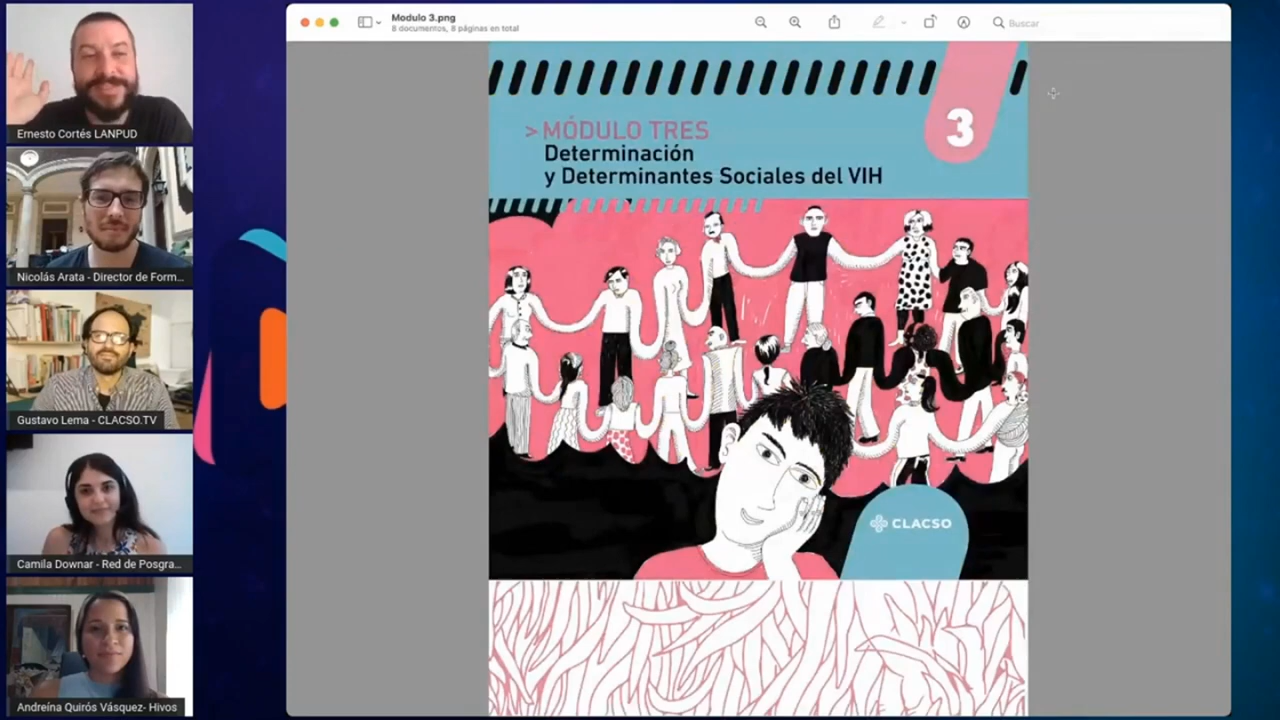 Ernesto Cortés LANPUD
Nicolás Arata - Director de Form...
Gustavo Lema - CLACSO.TV
Camila Downar - Red de Posgra...
Andreína Quirós Vásquez- Hivos
Modulo 3.png
8 documentos, 8 páginas en total
Buscar
3
> MÓDULO TRES
Determinación
y Determinantes Sociales del VIH
CLACSO